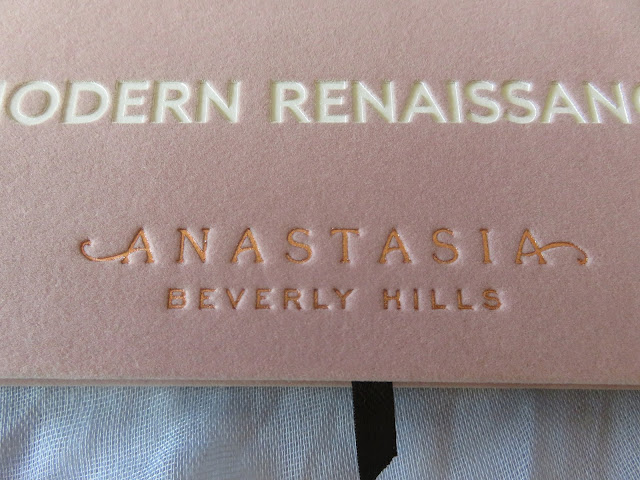 ODERN RENAISSANC
ANASTASIA
BEVERLY HILLS